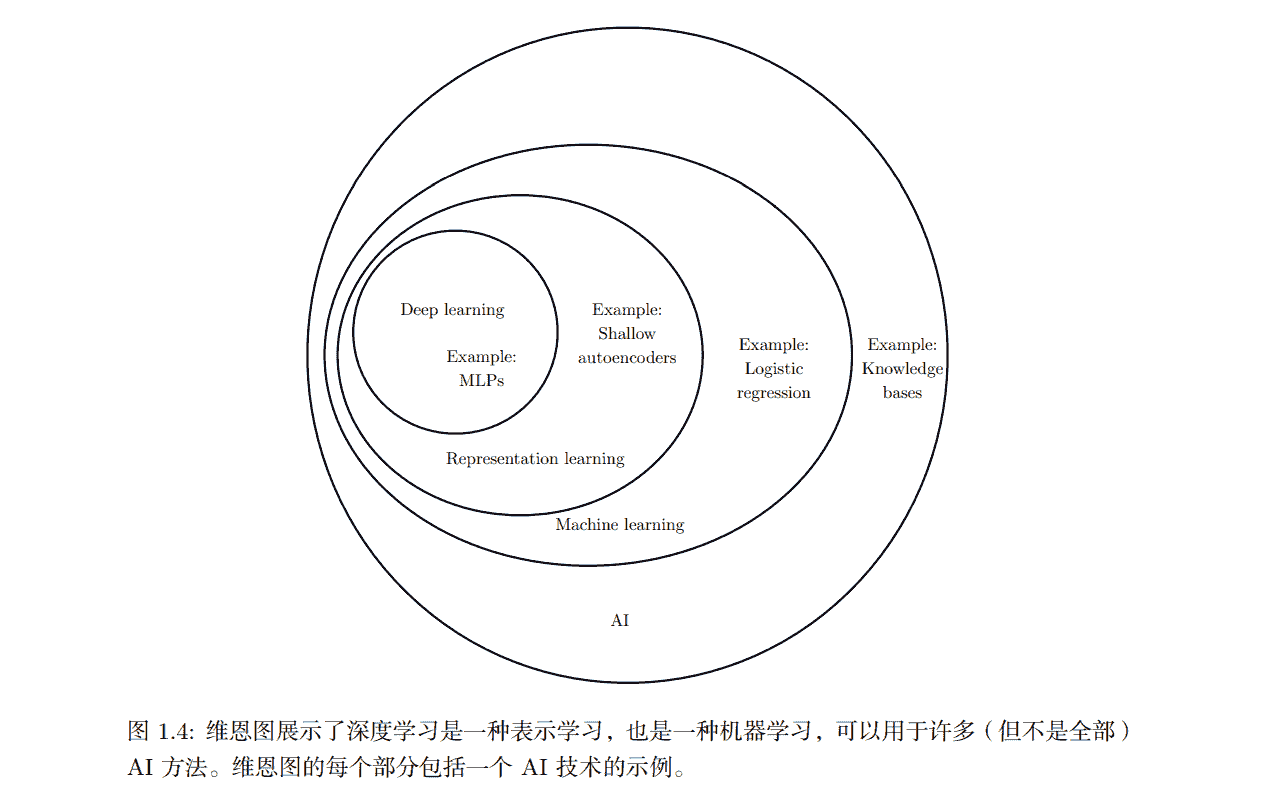 Deep learning
Example:
MLPs
Example:
Shallow
autoencoders
Example:
Logistic
regression
Example:
Knowledge
bases
Representation learning
Machine learning
AI
图 1.4: 维恩图展示了深度学习是一种表示学习，也是一种机器学习，可以用于许多（但不是全部）
AI 方法。维恩图的每个部分包括一个 AI 技术的示例。